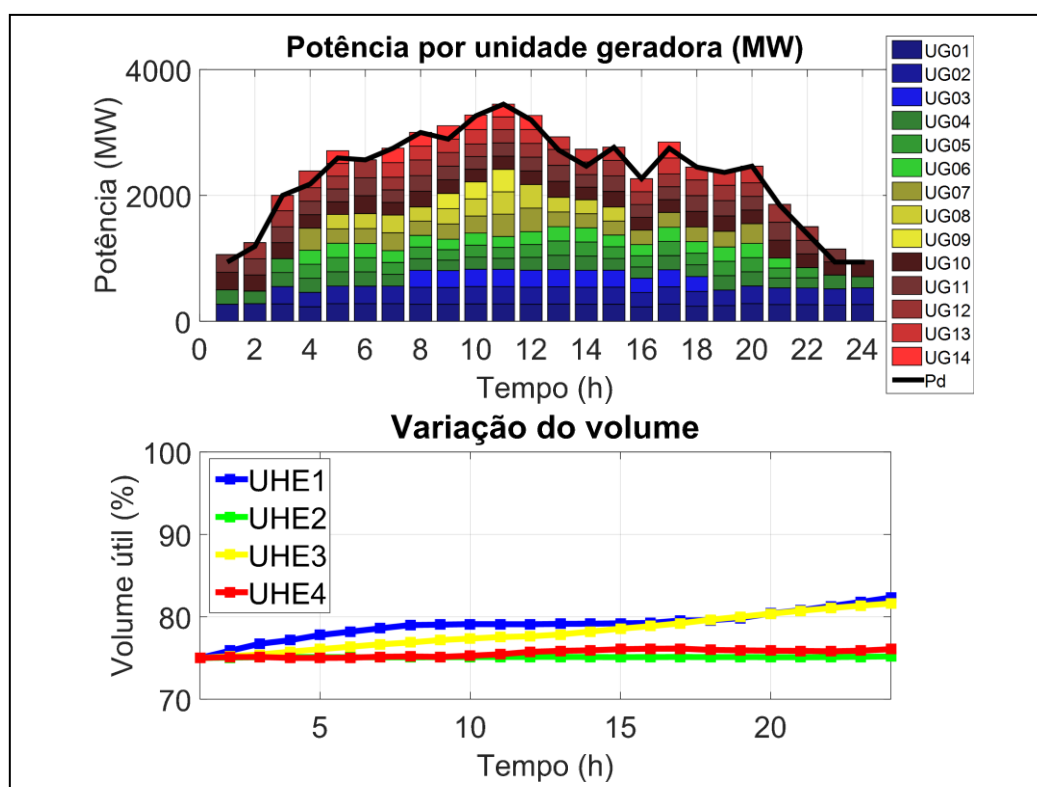 Potência por unidade geradora (MW)
Potência (MW)
4000
2000
0
0 2 4 6 8 10 12 14 16 18 20 22 24
Tempo (h)
UG01
UG02
UG03
UG04
UG05
UG06
UG07
UG08
UG09
UG10
UG11
UG12
UG13
UG14
Pd
Variação do volume
Volume útil (%)
100
90
80
70
UHE1
UHE2
UHE3
UHE4
5 10 15 20
Tempo (h)